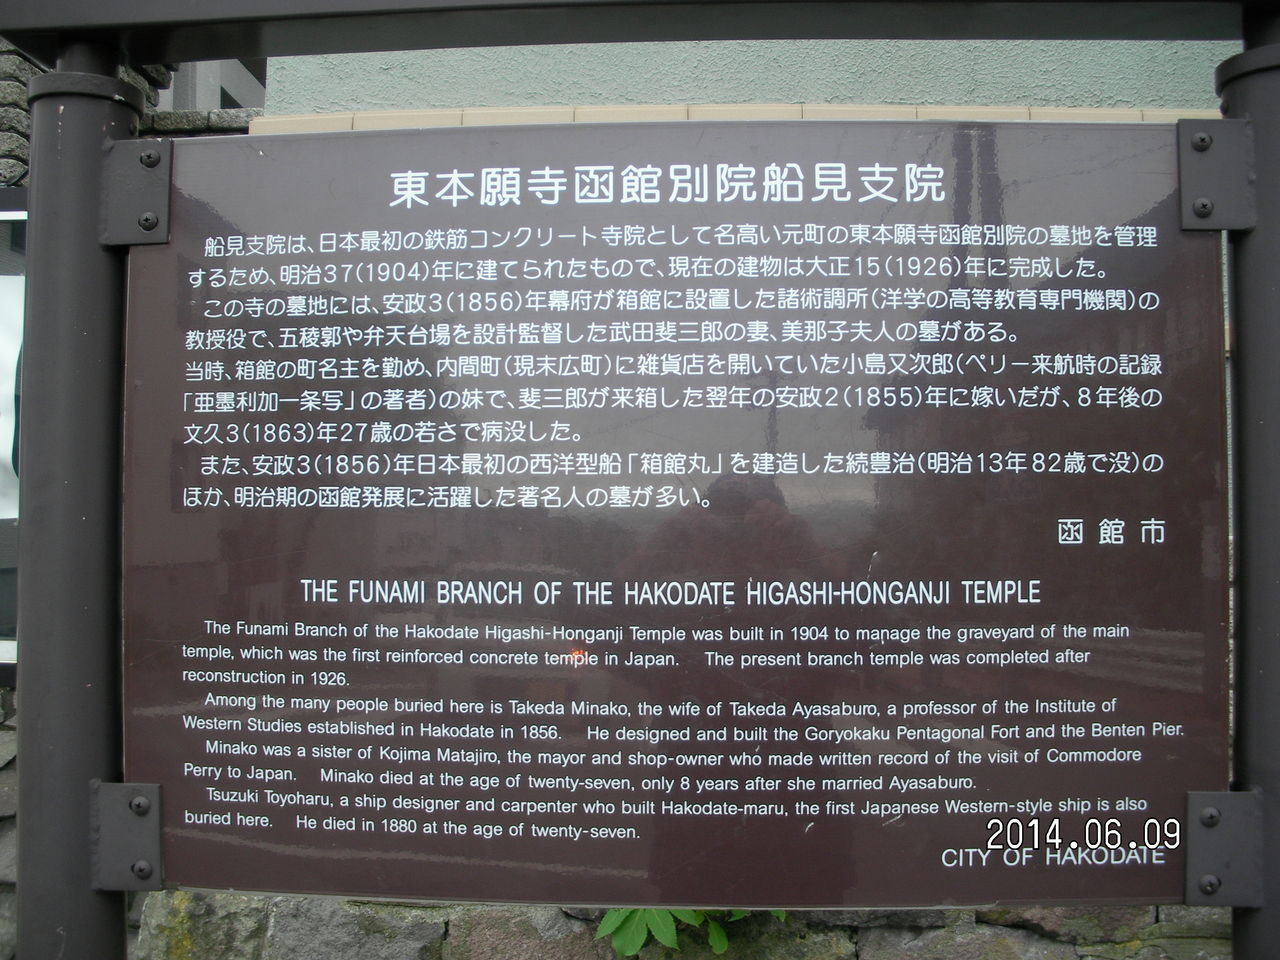 東本願寺函館別院船見支院
船見支院は、日本最初の鉄筋コンクリート寺院として名高い元町の東本願寺函館別院の墓地を管理
するため、明治37(1904)年に建てられたもので、現在の建物は大正15(1926)年に完成した。
この寺の墓地には、安政3(1856)年幕府が箱館に設置した諸術調所(洋学の高等教育専門機関)の
教授役で、五稜郭や弁天台場を設計監督した武田斐三郎の妻、美那子夫人の墓がある。
当時、箱館の町名主を勤め、内澗町(現末広町)に雑貨店を開いていた小島又次郎(ペリー来航時の記録
「亜墨利加一条写」の著者)の妹で、斐三郎が来箱した翌年の安政2(1855)年に嫁いだが、8年後の
文久3(1863)年27歳の若さで病没した。
また、安政3(1856)年日本最初の西洋型船「箱館丸」を建造した続豊治(明治13年82歳で没)の
ほか、明治期の函館発展に活躍した著名人の墓が多い。
函館市
THE FUNAMI BRANCH OF THE HAKODATE HIGASHI-HONGANJI TEMPLE
The Funami Branch of the Hakodate Higashi-Honganji Temple was built in 1904 to manage the graveyard of the main
temple, which was the first reinforced concrete temple in Japan. The present branch temple was completed after
reconstruction in 1926.
Among the many people buried here is Takeda Minako, the wife of Takeda Ayasaburo, a professor of the Institute of
Western Studies established in Hakodate in 1856. He designed and built the Goryokaku Pentagonal Fort and the Benten Pier.
Minako was a sister of Kojima Matajiro, the mayor and shop-owner who made written record of the visit of Commodore
Perry to Japan. Minako died at the age of twenty-seven, only 8 years after she married Ayasaburo.
Tsuzuki Toyoharu, a ship designer and carpenter who built Hakodate-maru, the first Japanese Western-style ship is also
buried here. He died in 1880 at the age of twenty-seven.
2014.06.09
CITY OF HAKODATE